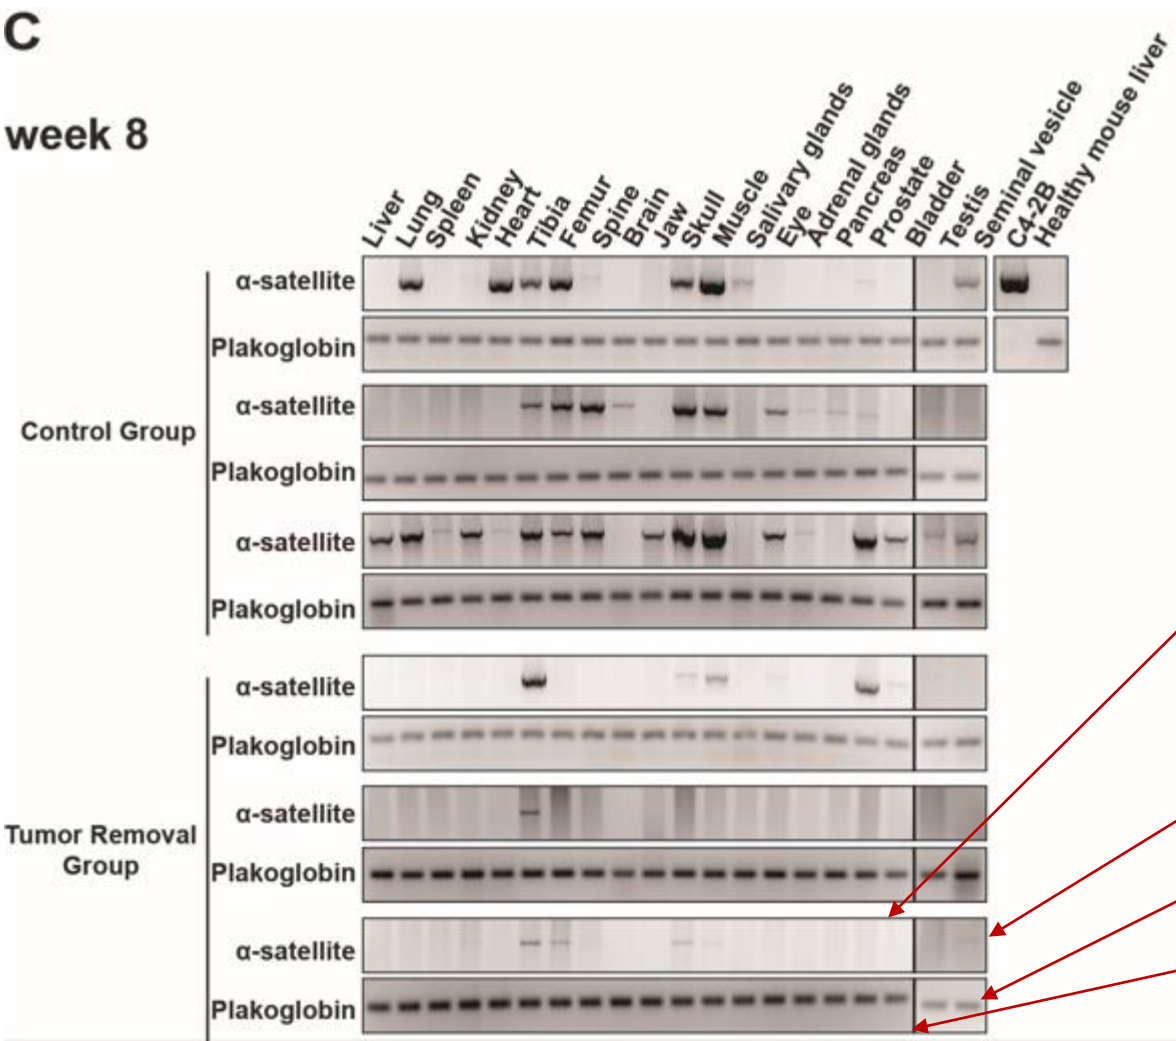 C
week 8
Liver
Lung
Spleen
Kidney
Heart
Tibia
Femur
Spine
Brain
Jaw
Skull
Muscle
Salivary glands
Eye
Adrenal glands
Pancreas
Prostate
Bladder
Testis
Seminal vesicle
C4-2B
Healthy mouse liver
Control Group
α-satellite
Plakoglobin
α-satellite
Plakoglobin
α-satellite
Plakoglobin
Tumor Removal
Group
α-satellite
Plakoglobin
α-satellite
Plakoglobin
α-satellite
Plakoglobin